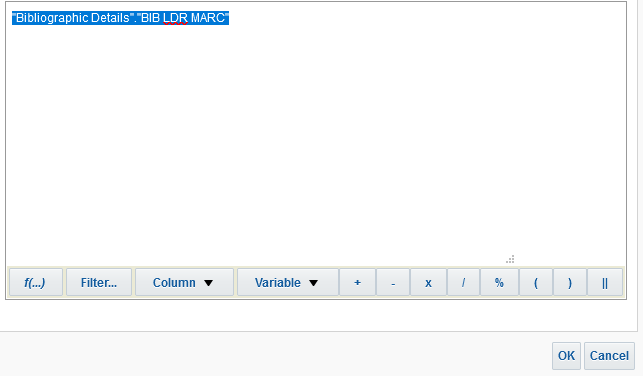 "Bibliographic Details"."BIB LDR MARC"
f(...) Filter... Column Variable + - x / % ( ) ||
OK Cancel